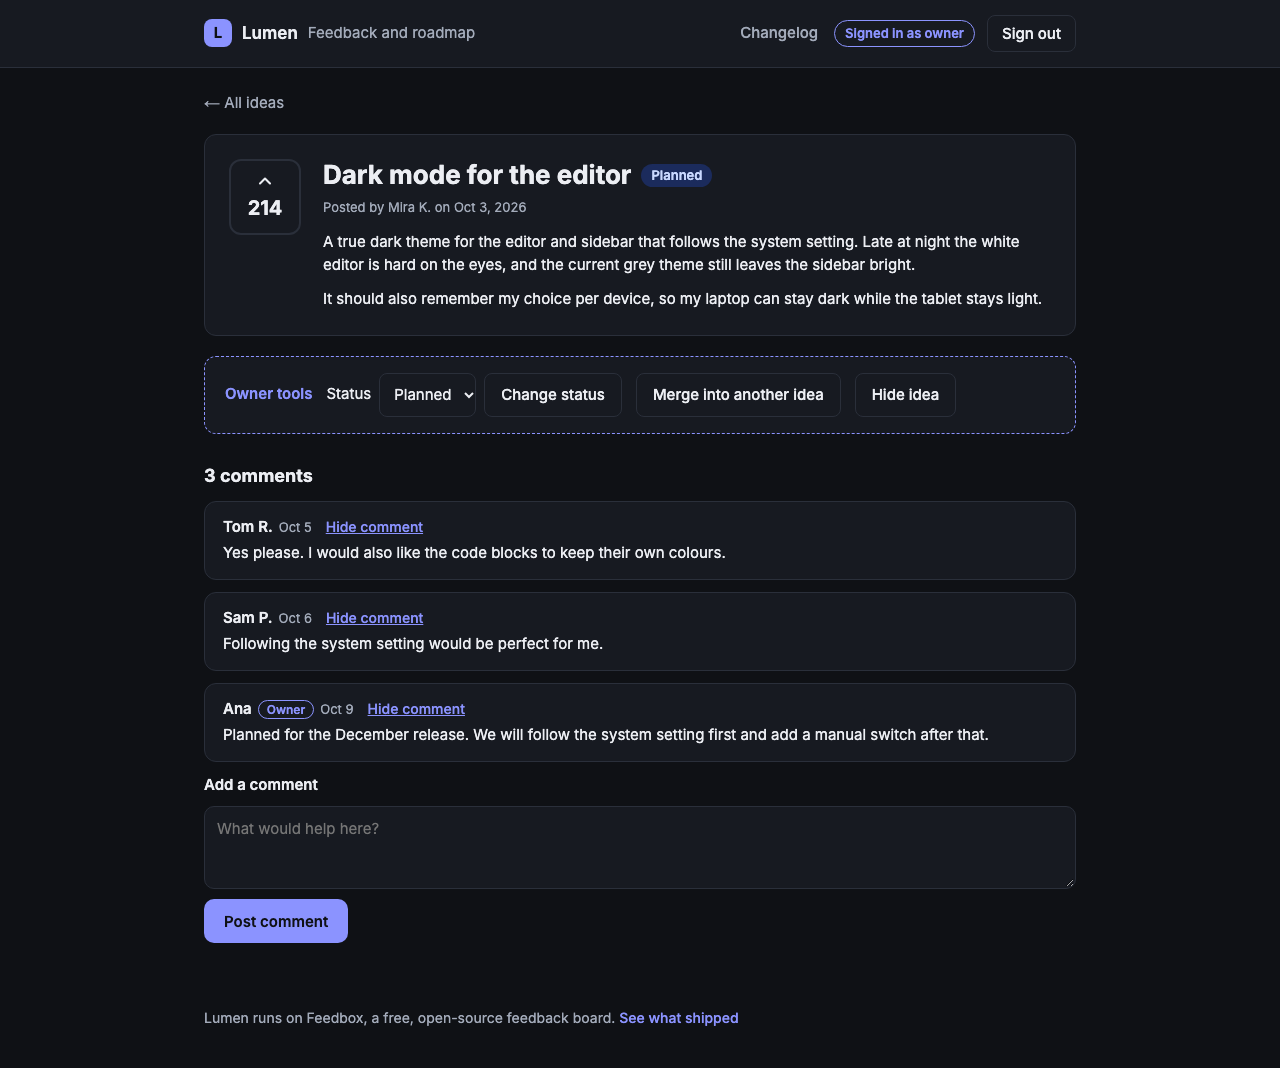 L Lumen Feedback and roadmap Changelog Signed in as owner Sign out
← All ideas
214
Dark mode for the editor Planned
Posted by Mira K. on Oct 3, 2026
A true dark theme for the editor and sidebar that follows the system setting. Late at night the white
editor is hard on the eyes, and the current grey theme still leaves the sidebar bright.
It should also remember my choice per device, so my laptop can stay dark while the tablet stays light.
Owner tools Status Planned Change status Merge into another idea Hide idea
3 comments
Tom R. Oct 5 Hide comment
Yes please. I would also like the code blocks to keep their own colours.
Sam P. Oct 6 Hide comment
Following the system setting would be perfect for me.
Ana Owner Oct 9 Hide comment
Planned for the December release. We will follow the system setting first and add a manual switch after that.
Add a comment
What would help here?
Post comment
Lumen runs on Feedbox, a free, open-source feedback board. See what shipped